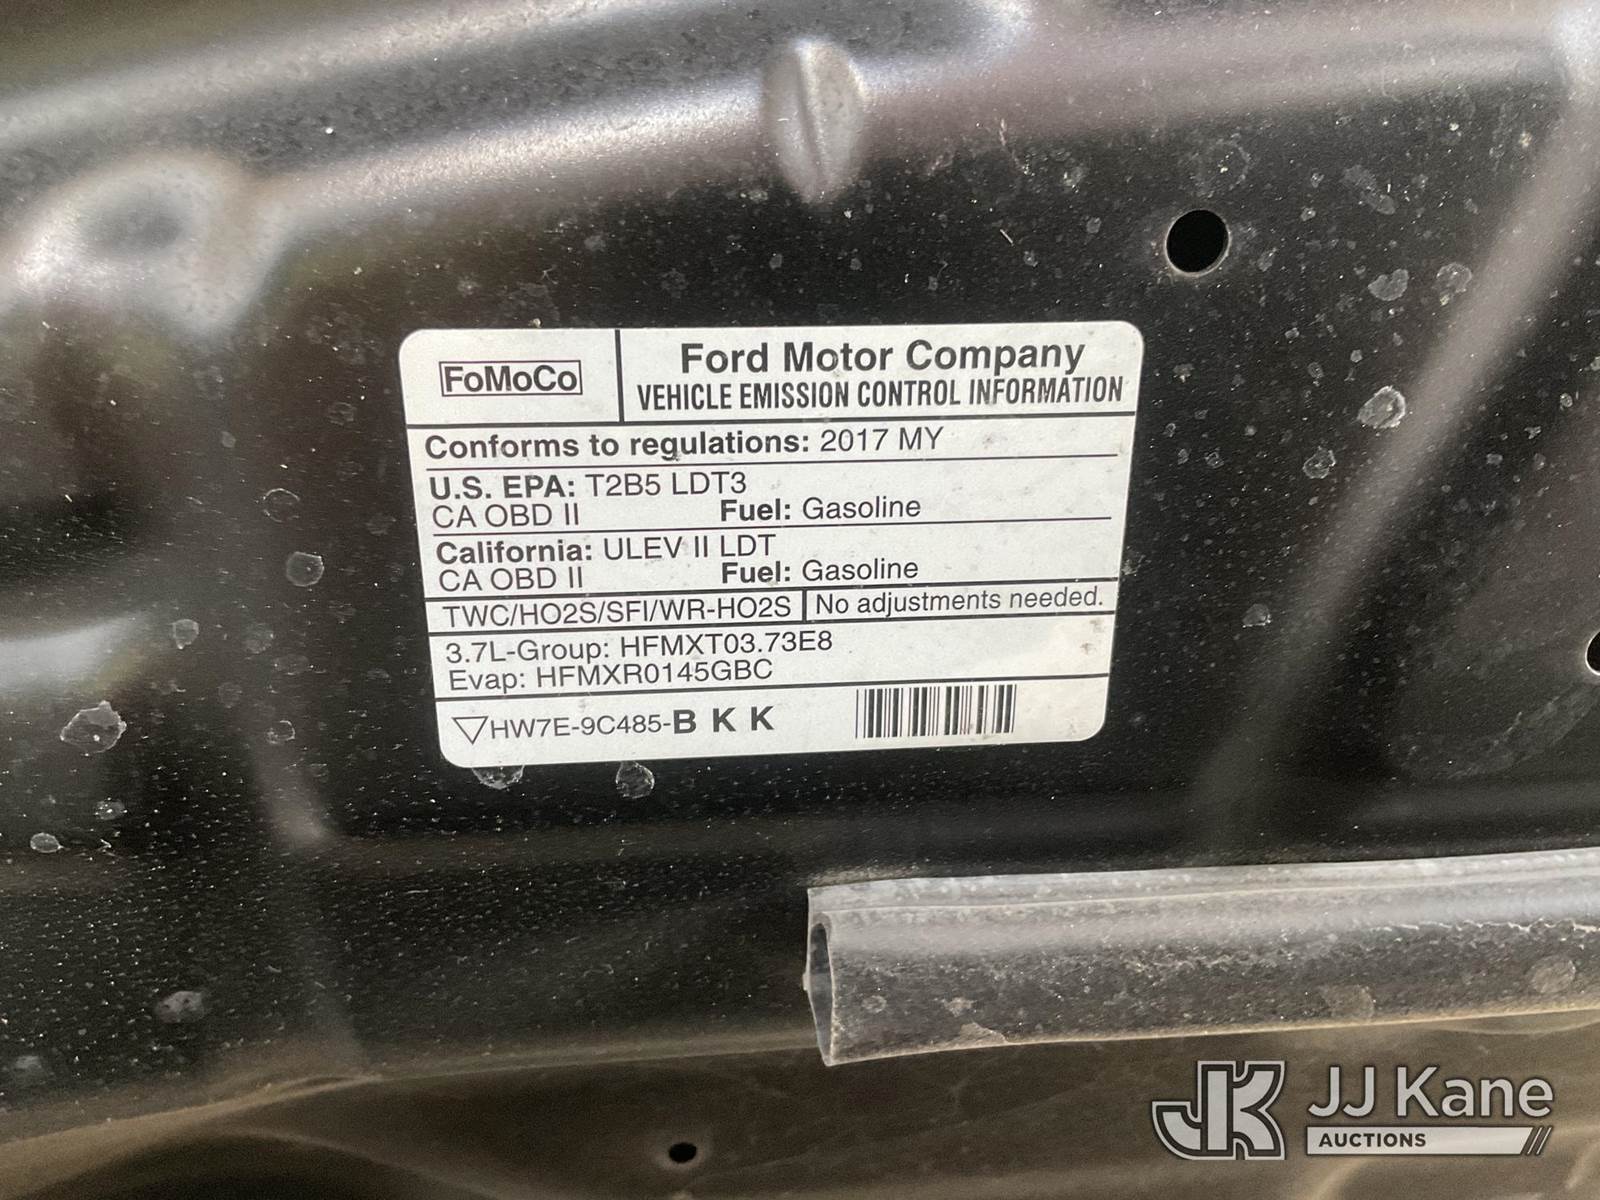 FoMoCo
Ford Motor Company
VEHICLE EMISSION CONTROL INFORMATION
Conforms to regulations: 2017 MY
U.S. EPA: T2B5 LDT3
CA OBD II Fuel: Gasoline
California: ULEV II LDT
CA OBD II Fuel: Gasoline
TWC/HO2S/SFI/WR-HO2S No adjustments needed.
3.7L-Group: HFMXT03.73E8
Evap: HFMXR0145GBC
HW7E-9C485-B K K
JK JJ Kane
AUCTIONS